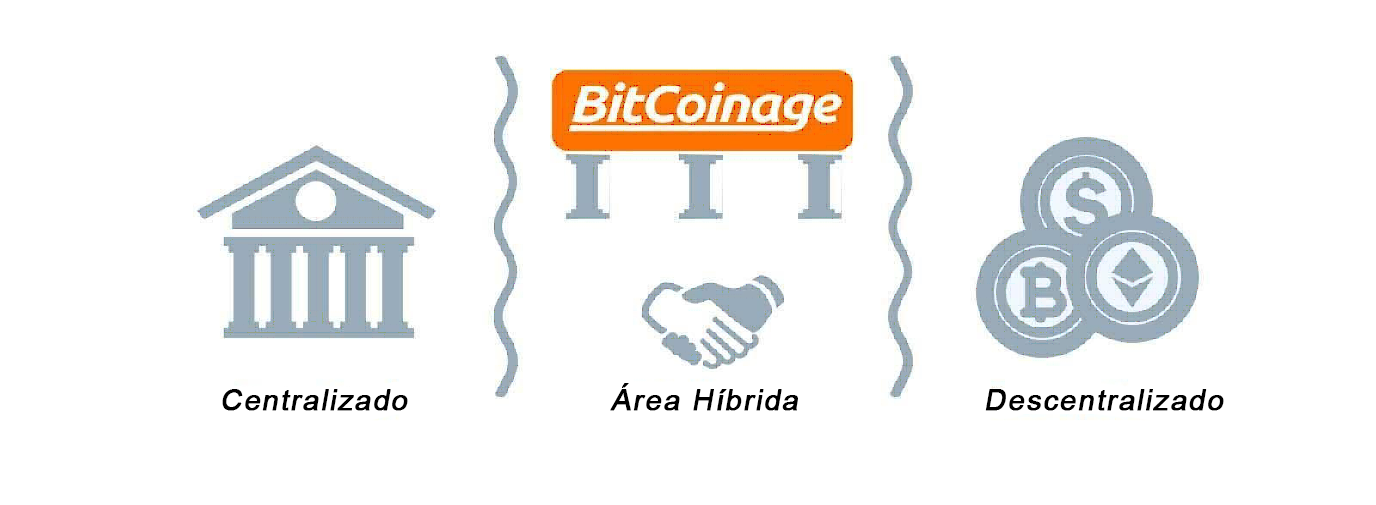 BitCoinage
Centralizado
Área Híbrida
Descentralizado